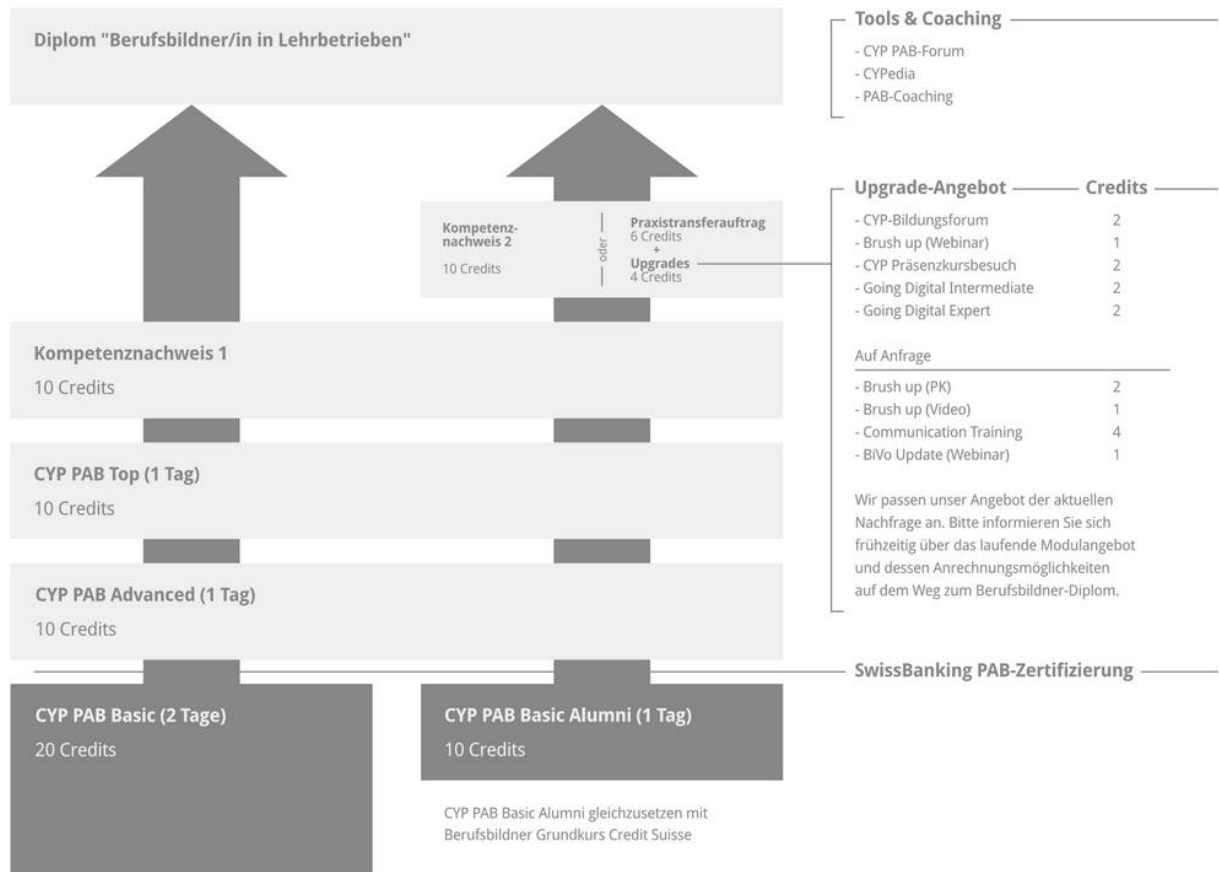 Diplom "Berufsbildner/in in Lehrbetrieben"
Kompetenz-
nachweis 2
10 Credits
oder
Praxistransferauftrag
6 Credits
+
Upgrades
4 Credits
Kompetenznachweis 1
10 Credits
CYP PAB Top (1 Tag)
10 Credits
CYP PAB Advanced (1 Tag)
10 Credits
CYP PAB Basic (2 Tage)
20 Credits
CYP PAB Basic Alumni (1 Tag)
10 Credits
CYP PAB Basic Alumni gleichzusetzen mit
Berufsbildner Grundkurs Credit Suisse
Tools & Coaching
- CYP PAB-Forum
- CYPedia
- PAB-Coaching
Upgrade-Angebot Credits
- CYP-Bildungsforum 2
- Brush up (Webinar) 1
- CYP Präsenzkursbesuch 2
- Going Digital Intermediate 2
- Going Digital Expert 2
Auf Anfrage
- Brush up (PK) 2
- Brush up (Video) 1
- Communication Training 4
- BiVo Update (Webinar) 1
Wir passen unser Angebot der aktuellen
Nachfrage an. Bitte informieren Sie sich
frühzeitig über das laufende Modulangebot
und dessen Anrechnungsmöglichkeiten
auf dem Weg zum Berufsbildner-Diplom.
SwissBanking PAB-Zertifizierung